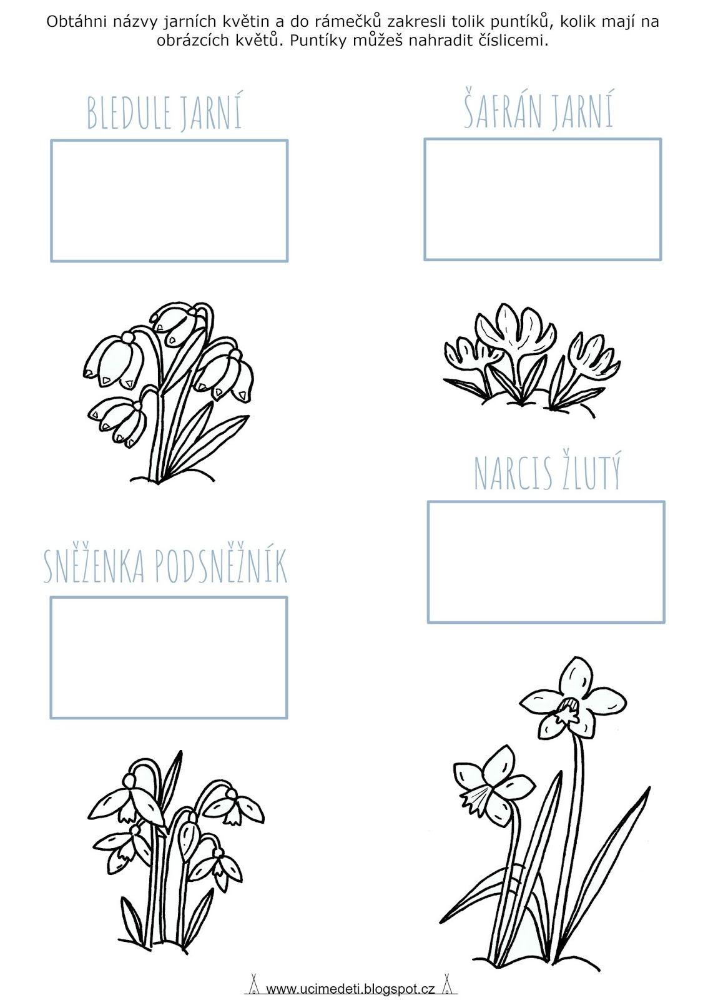 Obtáhni názvy jarních květin a do rámečků zakresli tolik puntíků, kolik mají na
obrázcích květů. Puntíky můžeš nahradit číslicemi.
BLEDULE JARNÍ
ŠAFRÁN JARNÍ
NARCIS ŽLUTÝ
SNĚŽENKA PODSNĚŽNÍK
www.ucimedeti.blogspot.cz